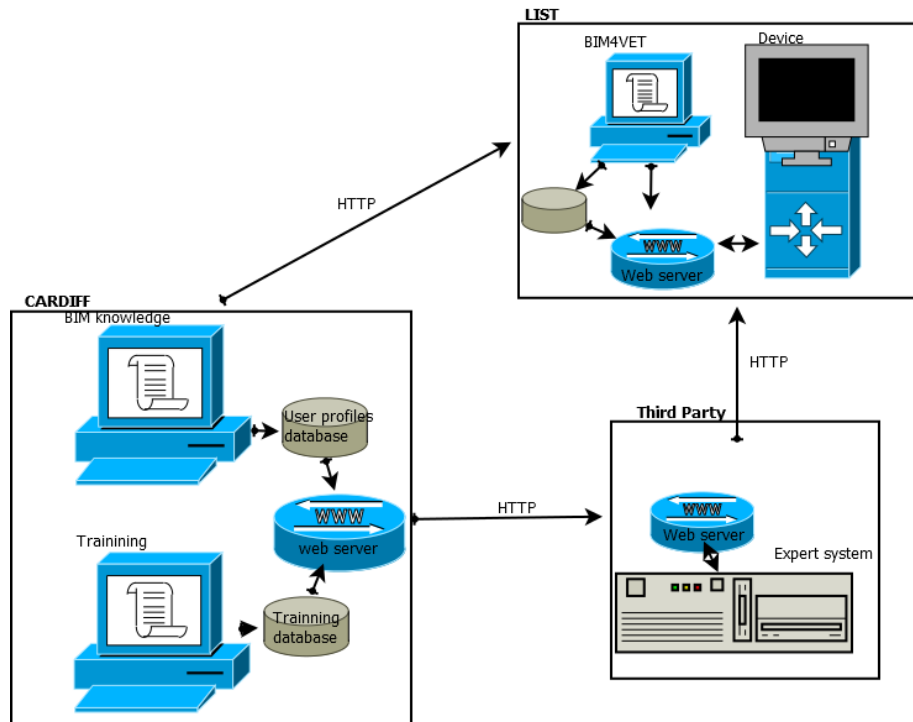 LIST
BIM4VET
Device
HTTP
WWW
Web server
CARDIFF
BIM knowledge
User profiles
database
HTTP
Third Party
WWW
web server
HTTP
WWW
Web server
Expert system
Trainining
Trainning
database